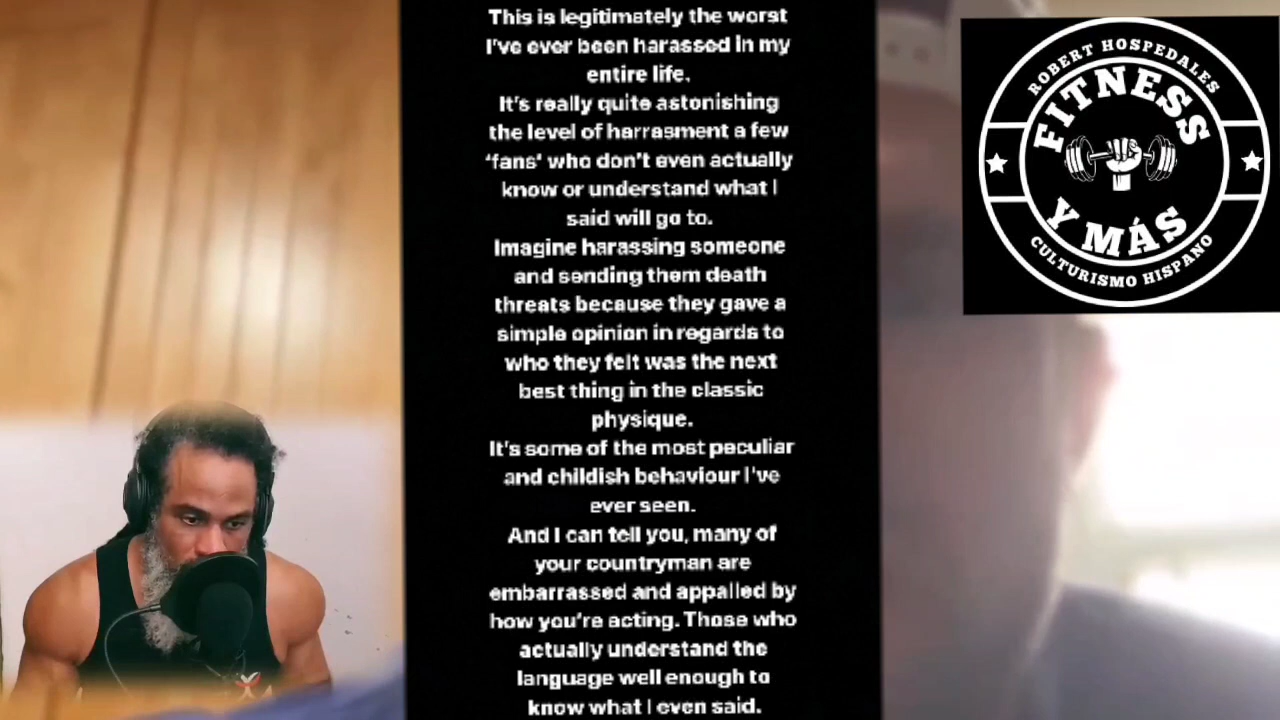 This is legitimately the worst
I've ever been harassed in my
entire life.
It's really quite astonishing
the level of harrasment a few
'fans' who don't even actually
know or understand what I
said will go to.
Imagine harassing someone
and sending them death
threats because they gave a
simple opinion in regards to
who they felt was the next
best thing in the classic
physique.
It's some of the most peculiar
and childish behaviour I've
ever seen.
And I can tell you, many of
your countryman are
embarrassed and appalled by
how you're acting. Those who
actually understand the
language well enough to
know what I even said.
ROBERT HOSPEDALES
FITNESS
Y MÁS
CULTURISMO HISPANO